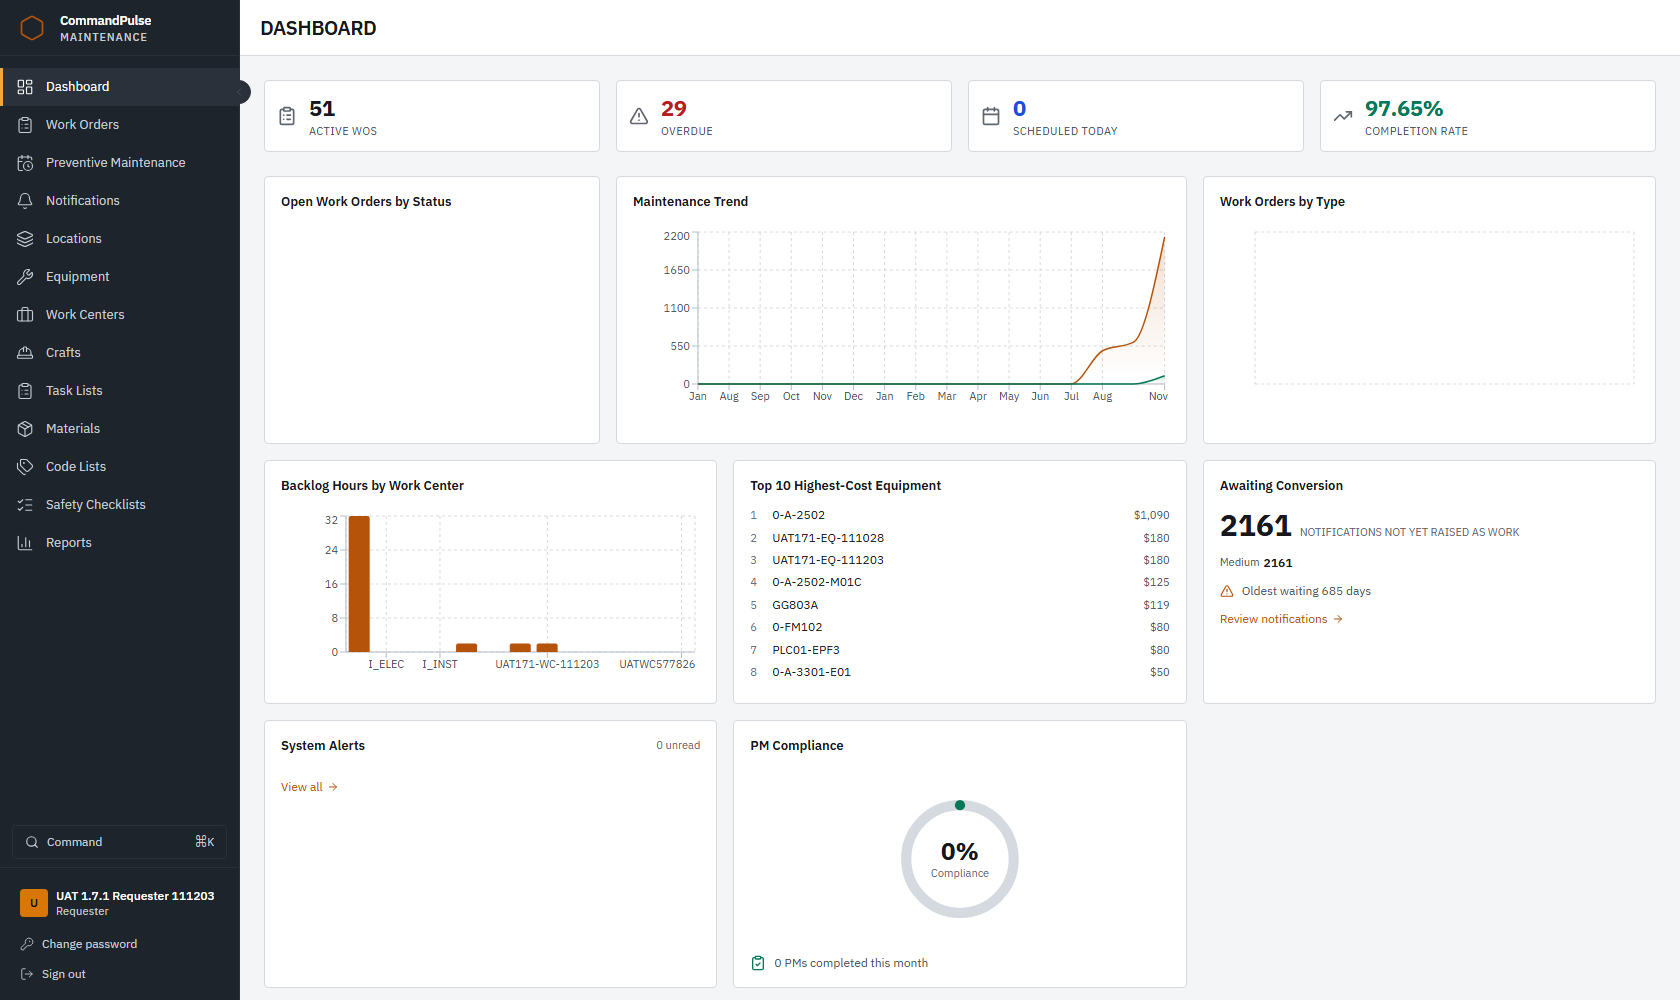 CommandPulse
MAINTENANCE
Dashboard
Work Orders
Preventive Maintenance
Notifications
Locations
Equipment
Work Centers
Crafts
Task Lists
Materials
Code Lists
Safety Checklists
Reports
Command ⌘K
U
UAT 1.7.1 Requester 111203
Requester
Change password
Sign out
DASHBOARD
51
ACTIVE WOS
29
OVERDUE
0
SCHEDULED TODAY
97.65%
COMPLETION RATE
Open Work Orders by Status
Maintenance Trend
2200
1650
1100
550
0
Jan Aug Sep Oct Nov Dec Jan Feb Mar Apr May Jun Jul Aug Nov
Work Orders by Type
Backlog Hours by Work Center
32
24
16
8
0
I_ELEC I_INST UAT171-WC-111203 UATWC577826
Top 10 Highest-Cost Equipment
1 0-A-2502 $1,090
2 UAT171-EQ-111028 $180
3 UAT171-EQ-111203 $180
4 0-A-2502-M01C $125
5 GG803A $119
6 0-FM102 $80
7 PLC01-EPF3 $80
8 0-A-3301-E01 $50
Awaiting Conversion
2161 NOTIFICATIONS NOT YET RAISED AS WORK
Medium 2161
Oldest waiting 685 days
Review notifications →
System Alerts 0 unread
View all →
PM Compliance
0%
Compliance
0 PMs completed this month